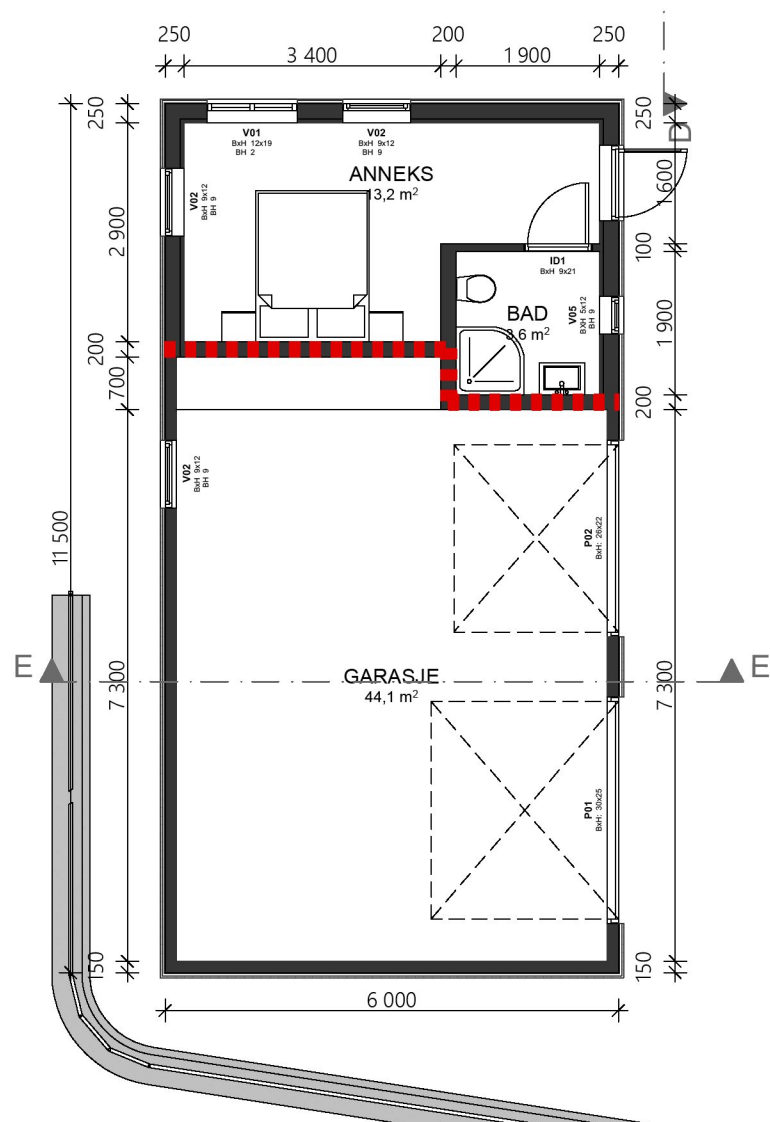 250
3 400
200
1 900
250
250
2 900
200
700
7 300
150
11 500
250
1 600
100
1 900
200
7 300
150
D
V01
BxH 12x19
BH 2
V02
BxH 9x12
BH 9
V02
BxH 9x12
BH 9
ANNEKS
13,2 m²
ID1
BxH 9x21
BAD
3,6 m²
V05
BxH 5x12
BH 9
V02
BxH 9x12
BH 9
P02
BxH: 26x22
E
E
GARASJE
44,1 m²
P01
BxH: 30x25
6 000